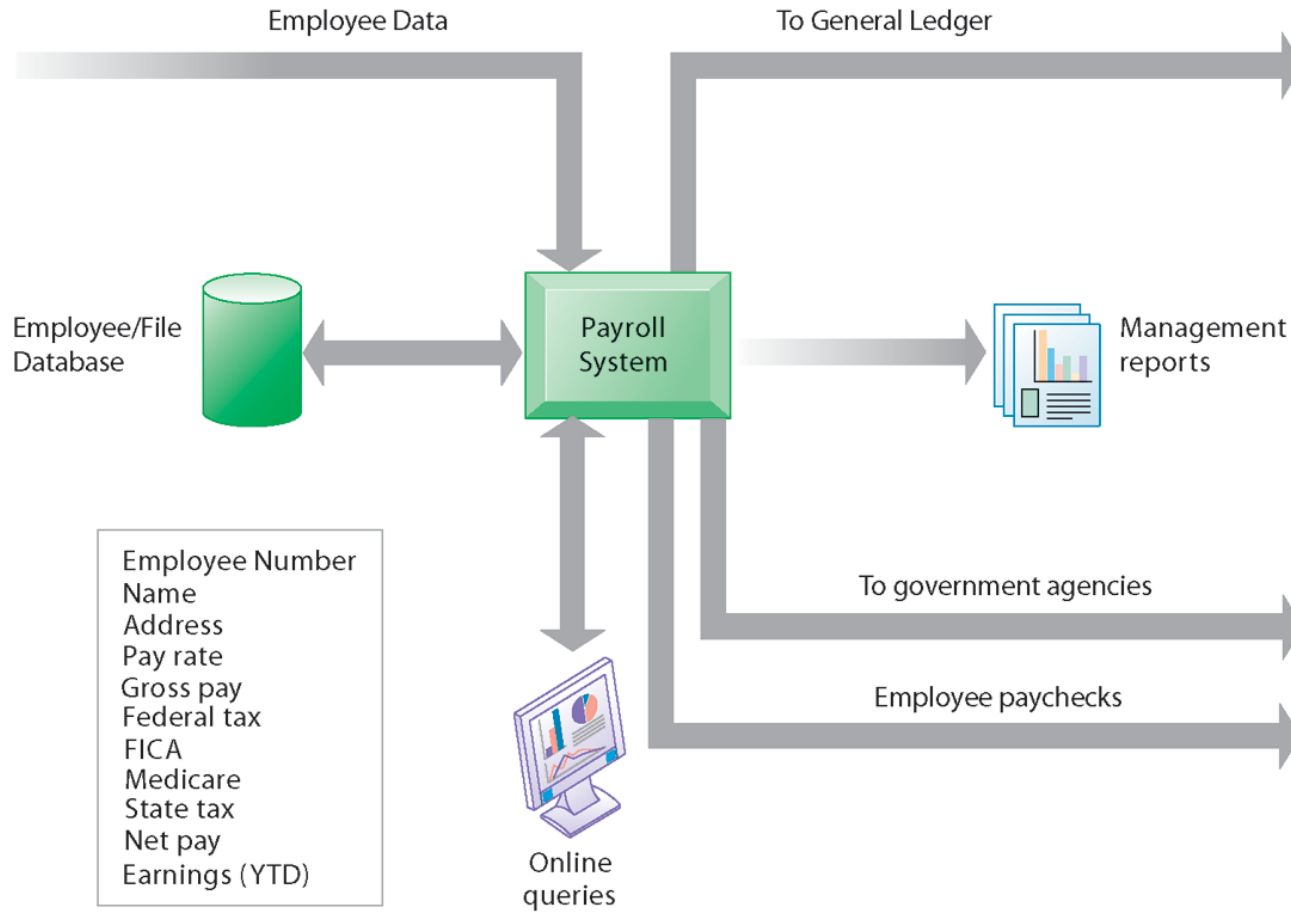 Employee Data
To General Ledger
Employee/File
Database
Payroll
System
Management
reports
Employee Number
Name
Address
Pay rate
Gross pay
Federal tax
FICA
Medicare
State tax
Net pay
Earnings (YTD)
To government agencies
Employee paychecks
Online
queries